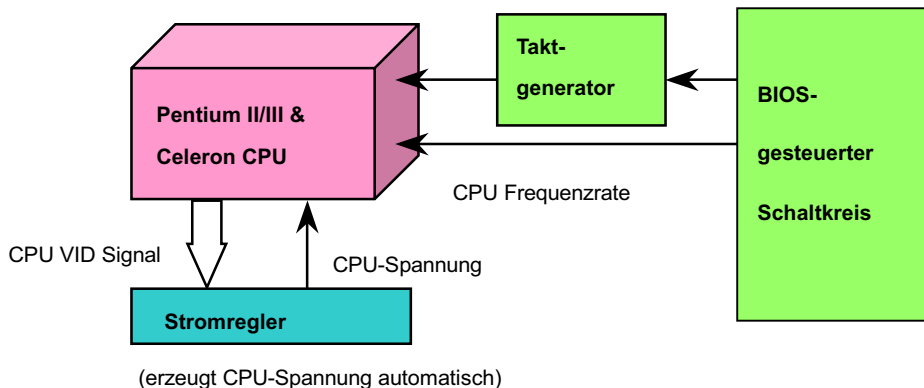 Takt-
generator
BIOS-
gesteuerter
Schaltkreis
Pentium II/III &
Celeron CPU
CPU Frequenzrate
CPU VID Signal
CPU-Spannung
Stromregler
(erzeugt CPU-Spannung automatisch)